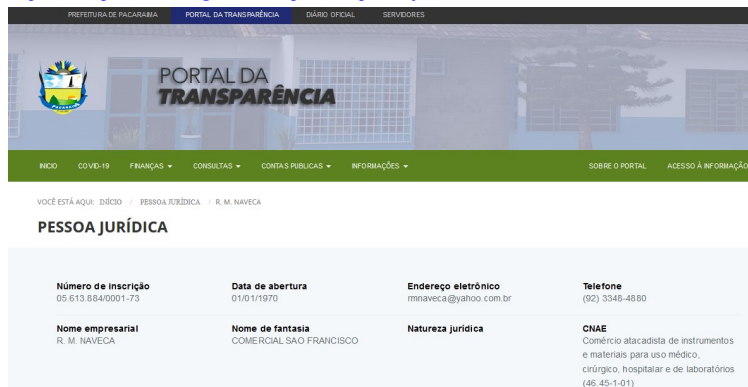 PREFEITURA DE PACARAIMA PORTAL DA TRANSPARÊNCIA DIÁRIO OFICIAL SERVIDORES
PACARAIMA
PORTAL DA
TRANSPARÊNCIA
INICIO COVID-19 FINANÇAS CONSULTAS CONTAS PUBLICAS INFORMAÇÕES SOBRE O PORTAL ACESSO À INFORMAÇÃO
VOCÊ ESTÁ AQUI: INÍCIO / PESSOA JURÍDICA / R. M. NAVECA
PESSOA JURÍDICA
Número de inscrição Data de abertura Endereço eletrônico Telefone
05.613.884/0001-73 01/01/1970 rmnaveca@yahoo.com.br (92) 3348-4880
Nome empresarial Nome de fantasia Natureza jurídica CNAE
R. M. NAVECA COMERCIAL SAO FRANCISCO Comércio atacadista de instrumentos
e materiais para uso médico,
cirúrgico, hospitalar e de laboratórios
(46.45-1-01)